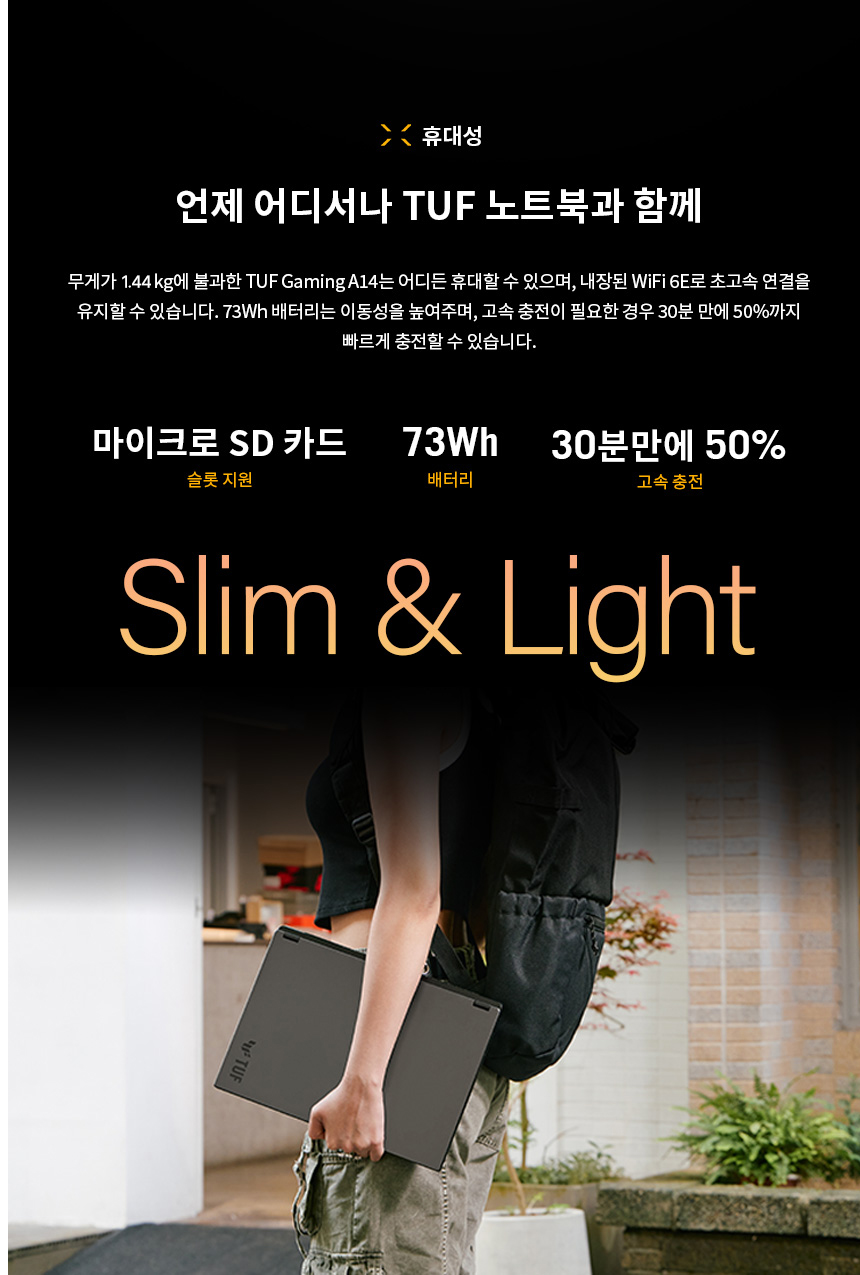 휴대성
언제 어디서나 TUF 노트북과 함께
무게가 1.44 kg에 불과한 TUF Gaming A14는 어디든 휴대할 수 있으며, 내장된 WiFi 6E로 초고속 연결을
유지할 수 있습니다. 73Wh 배터리는 이동성을 높여주며, 고속 충전이 필요한 경우 30분 만에 50%까지
빠르게 충전할 수 있습니다.
마이크로 SD 카드
슬롯 지원
73Wh
배터리
30분만에 50%
고속 충전
Slim & Light
TUF